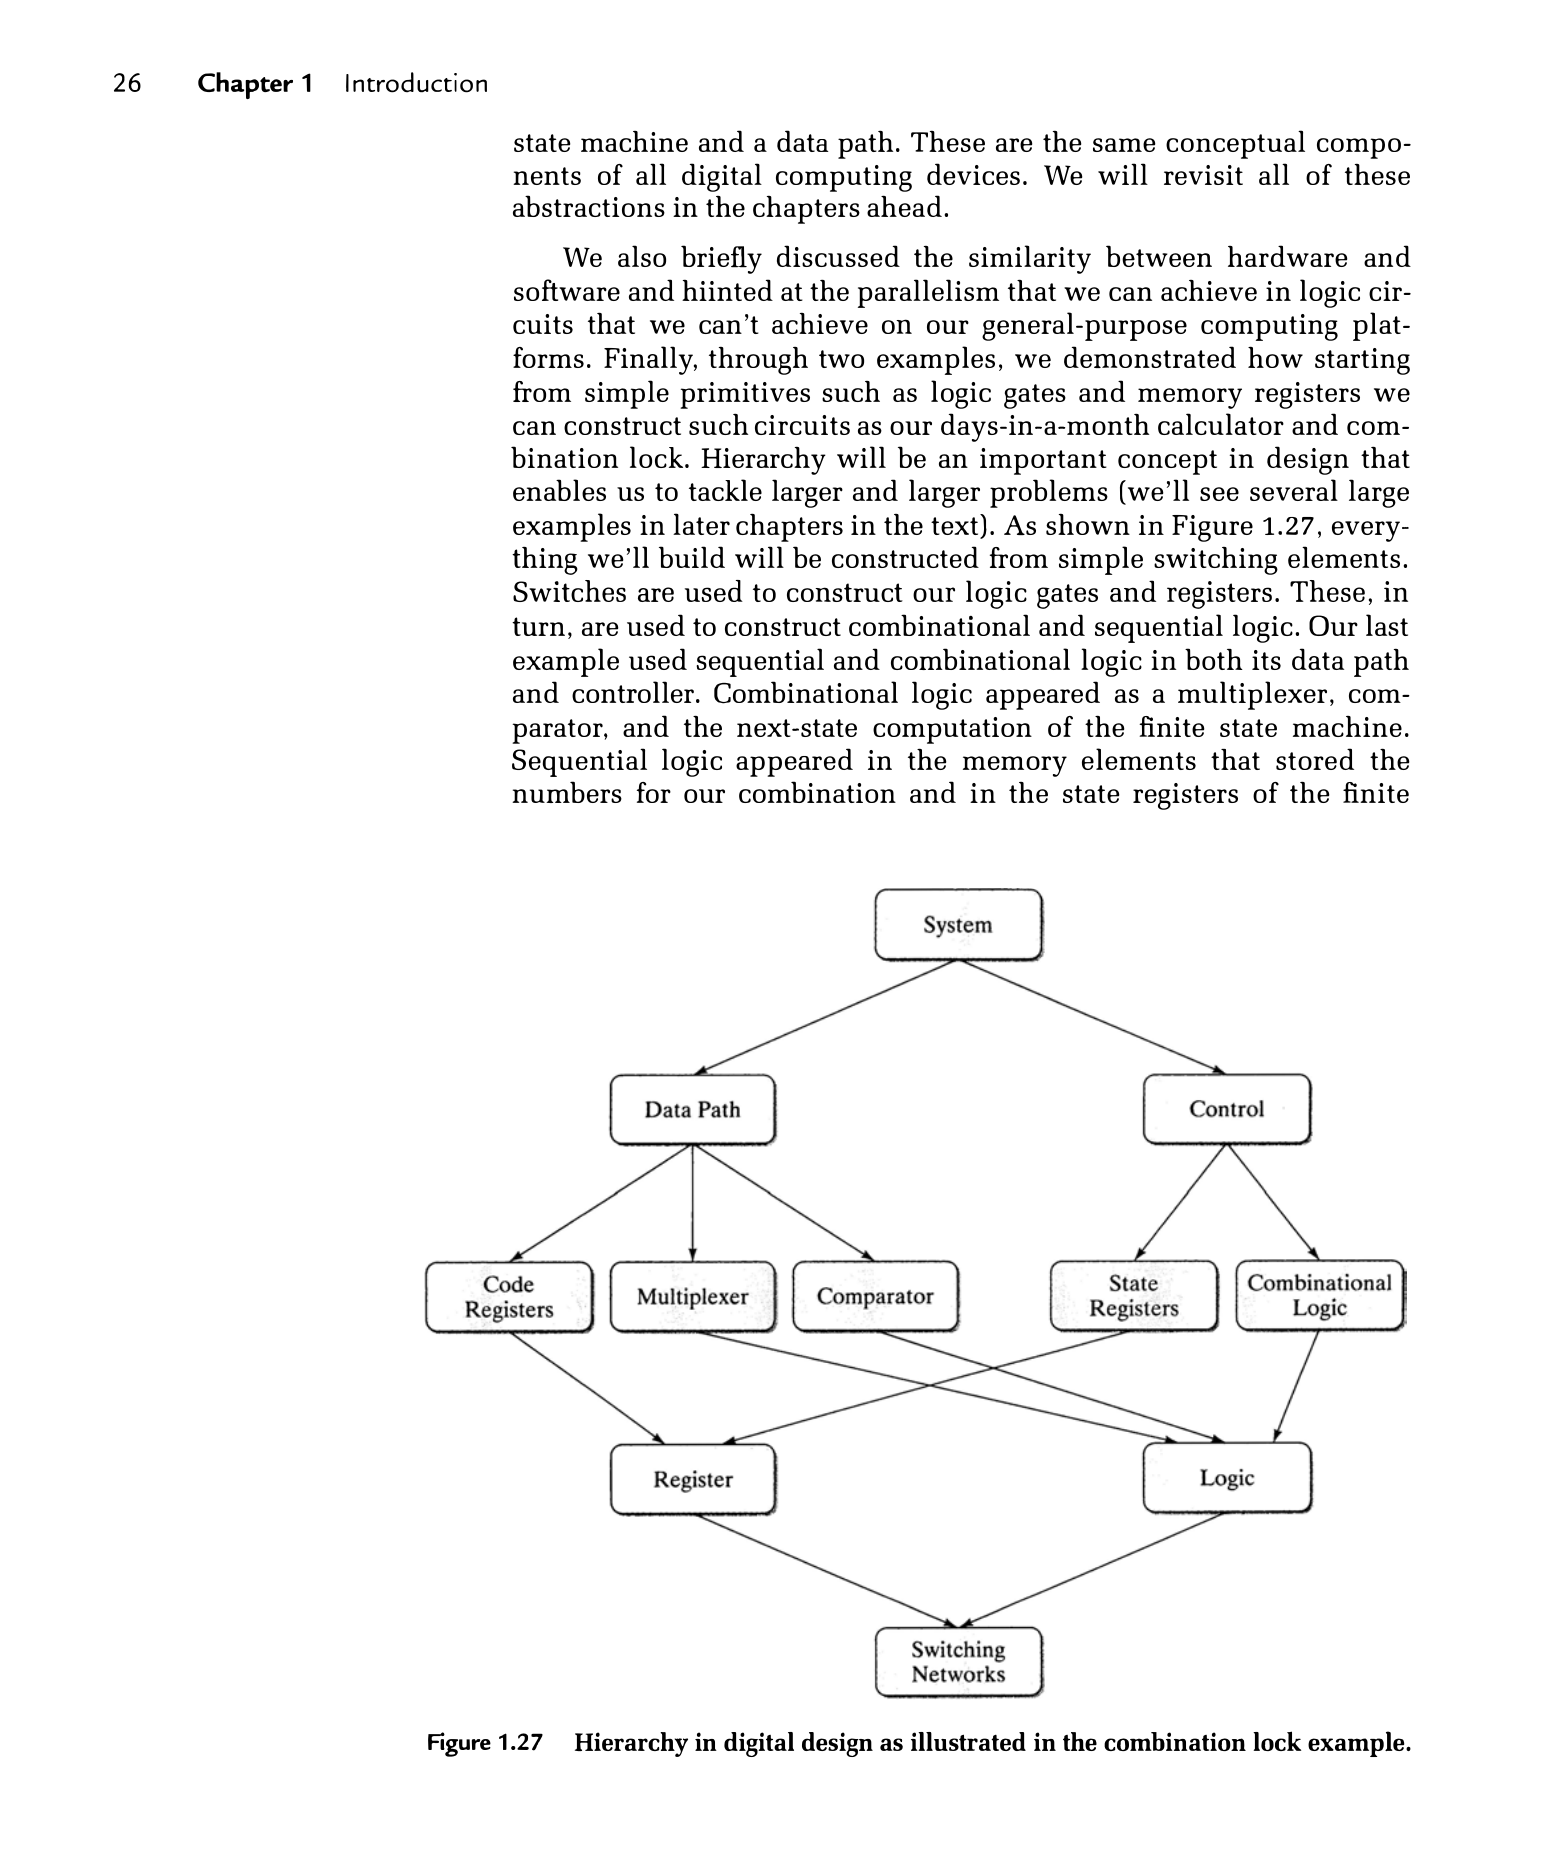 26 Chapter 1 Introduction
state machine and a data path. These are the same conceptual compo-
nents of all digital computing devices. We will revisit all of these
abstractions in the chapters ahead.
We also briefly discussed the similarity between hardware and
software and hiinted at the parallelism that we can achieve in logic cir-
cuits that we can't achieve on our general-purpose computing plat-
forms. Finally, through two examples, we demonstrated how starting
from simple primitives such as logic gates and memory registers we
can construct such circuits as our days-in-a-month calculator and com-
bination lock. Hierarchy will be an important concept in design that
enables us to tackle larger and larger problems (we'll see several large
examples in later chapters in the text). As shown in Figure 1.27, every-
thing we'll build will be constructed from simple switching elements.
Switches are used to construct our logic gates and registers. These, in
turn, are used to construct combinational and sequential logic. Our last
example used sequential and combinational logic in both its data path
and controller. Combinational logic appeared as a multiplexer, com-
parator, and the next-state computation of the finite state machine.
Sequential logic appeared in the memory elements that stored the
numbers for our combination and in the state registers of the finite
System
Data Path
Control
Code
Registers
Multiplexer
Comparator
State
Registers
Combinational
Logic
Register
Logic
Switching
Networks
Figure 1.27 Hierarchy in digital design as illustrated in the combination lock example.